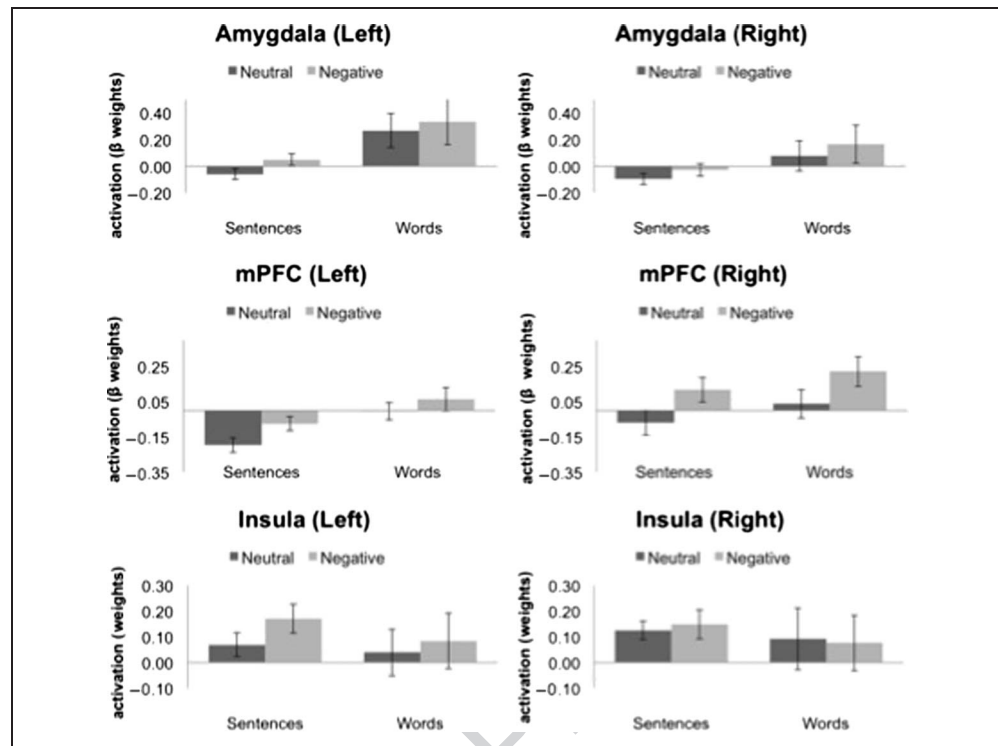 Amygdala (Left)
Neutral Negative
activation (β weights)
0.40
0.20
0.00
−0.20
Sentences Words
Amygdala (Right)
Neutral Negative
activation (β weights)
0.40
0.20
0.00
−0.20
Sentences Words
mPFC (Left)
Neutral Negative
activation (β weights)
0.25
0.05
−0.15
−0.35
Sentences Words
mPFC (Right)
Neutral Negative
activation (β weights)
0.25
0.05
−0.15
−0.35
Sentences Words
Insula (Left)
Neutral Negative
activation (weights)
0.30
0.20
0.10
0.00
−0.10
Sentences Words
Insula (Right)
Neutral Negative
activation (weights)
0.30
0.20
0.10
0.00
−0.10
Sentences Words